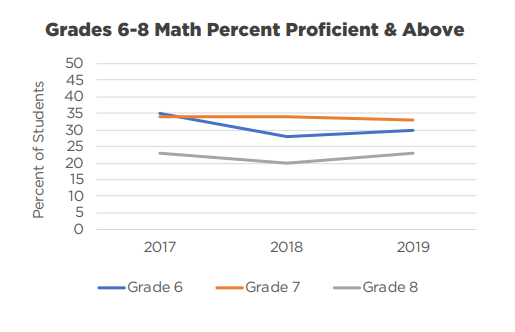 Grades 6-8 Math Percent Proficient & Above
Percent of Students
50
45
40
35
30
25
20
15
10
5
0
2017 2018 2019
Grade 6 Grade 7 Grade 8